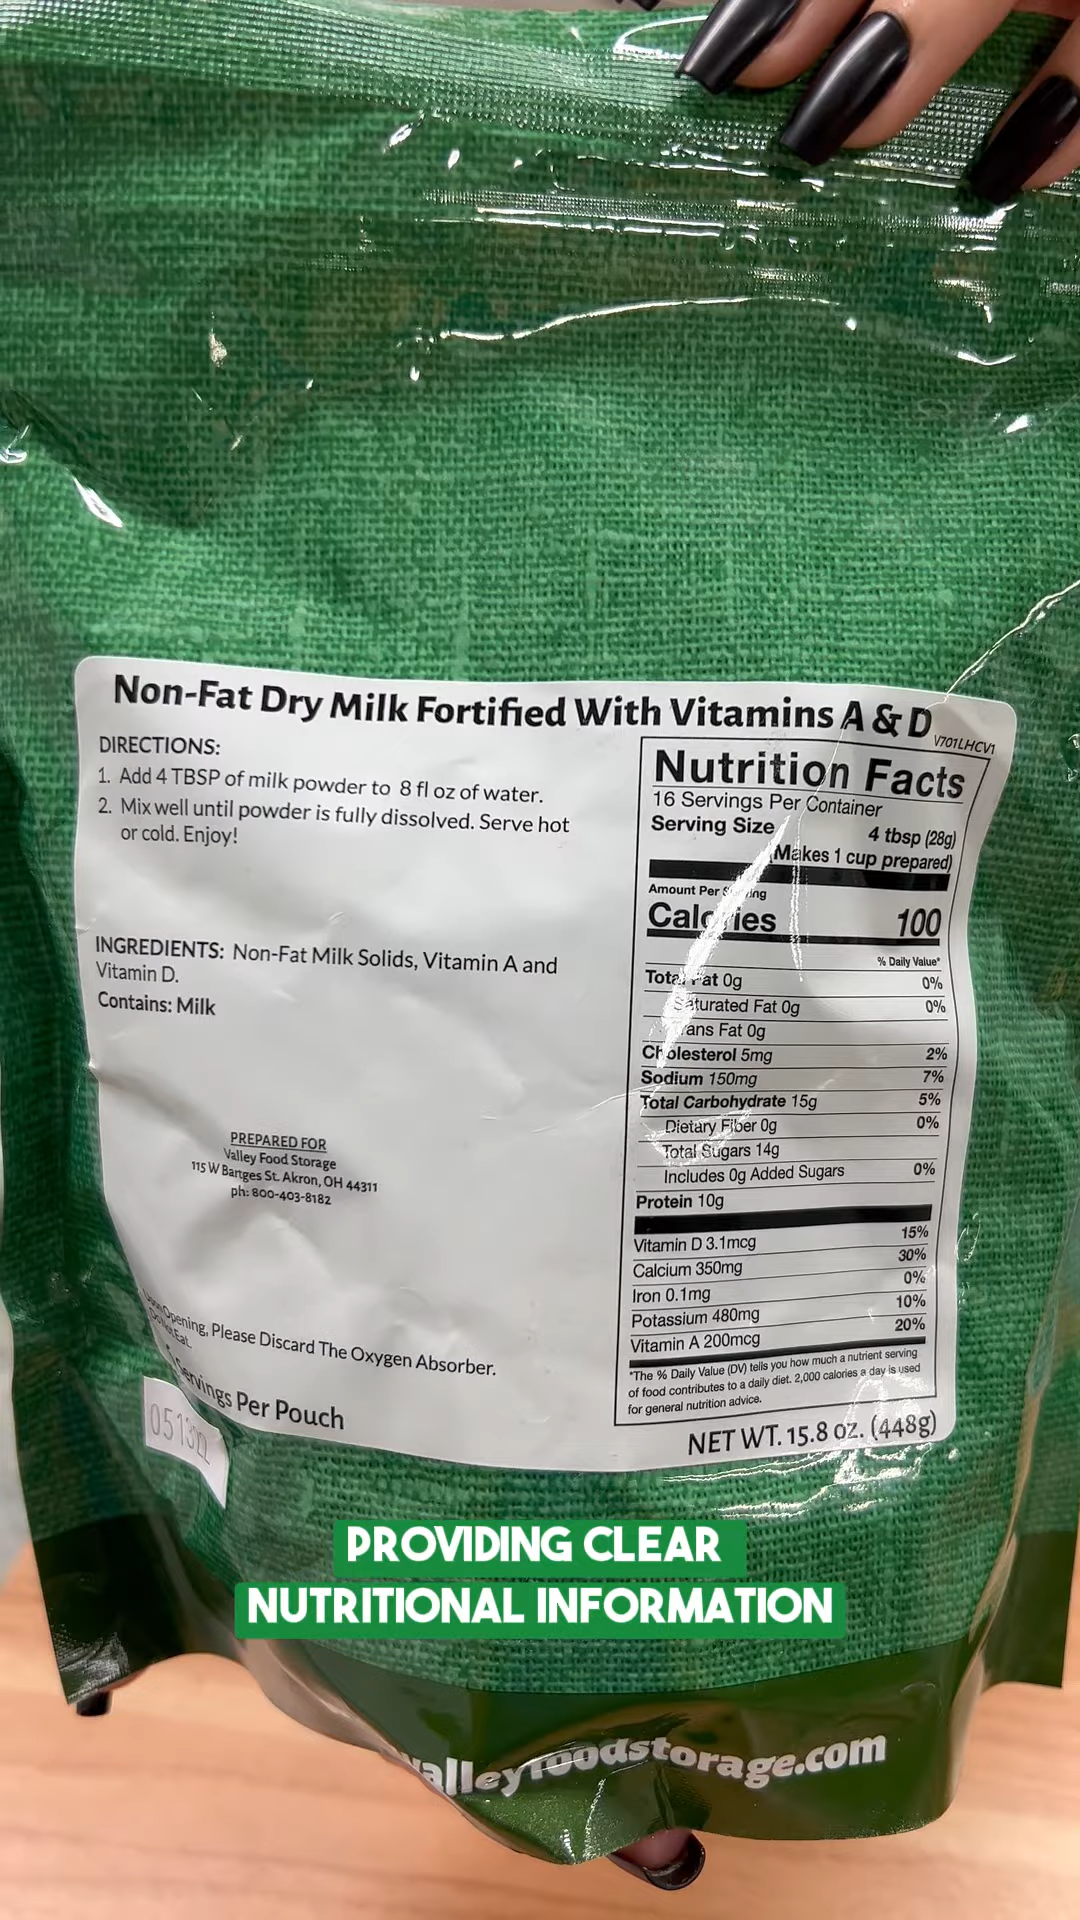 Non-Fat Dry Milk Fortified With Vitamins A & D
V701LHCV1
DIRECTIONS:
1. Add 4 TBSP of milk powder to 8 fl oz of water.
2. Mix well until powder is fully dissolved. Serve hot
or cold. Enjoy!
INGREDIENTS: Non-Fat Milk Solids, Vitamin A and
Vitamin D.
Contains: Milk
PREPARED FOR
Valley Food Storage
115 W Bartges St. Akron, OH 44311
ph: 800-403-8182
Opening, Please Discard The Oxygen Absorber.
Eat.
Servings Per Pouch
Nutrition Facts
16 Servings Per Container
Serving Size 4 tbsp (28g)
(Makes 1 cup prepared)
Amount Per Serving
Calories 100
% Daily Value*
Total Fat 0g 0%
Saturated Fat 0g 0%
Trans Fat 0g
Cholesterol 5mg 2%
Sodium 150mg 7%
Total Carbohydrate 15g 5%
Dietary Fiber 0g 0%
Total Sugars 14g
Includes 0g Added Sugars 0%
Protein 10g
Vitamin D 3.1mcg 15%
Calcium 350mg 30%
Iron 0.1mg 0%
Potassium 480mg 10%
Vitamin A 200mcg 20%
*The % Daily Value (DV) tells you how much a nutrient serving
of food contributes to a daily diet. 2,000 calories a day is used
for general nutrition advice.
NET WT. 15.8 oz. (448g)
PROVIDING CLEAR
NUTRITIONAL INFORMATION
valleyfoodstorage.com